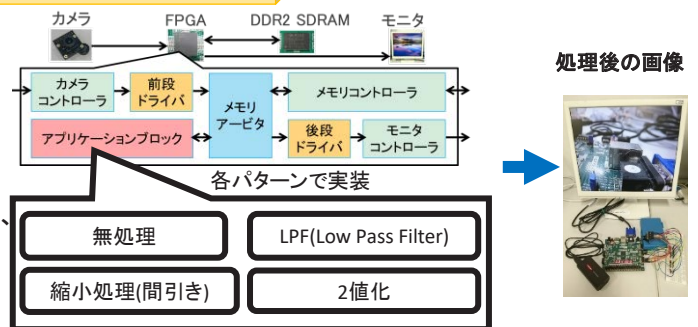 カメラ
FPGA
DDR2 SDRAM
モニタ
処理後の画像
カメラ
コントローラ
前段
ドライバ
メモリ
アービタ
メモリコントローラ
アプリケーションブロック
後段
ドライバ
モニタ
コントローラ
各パターンで実装
、
無処理
LPF(Low Pass Filter)
縮小処理(間引き)
2値化